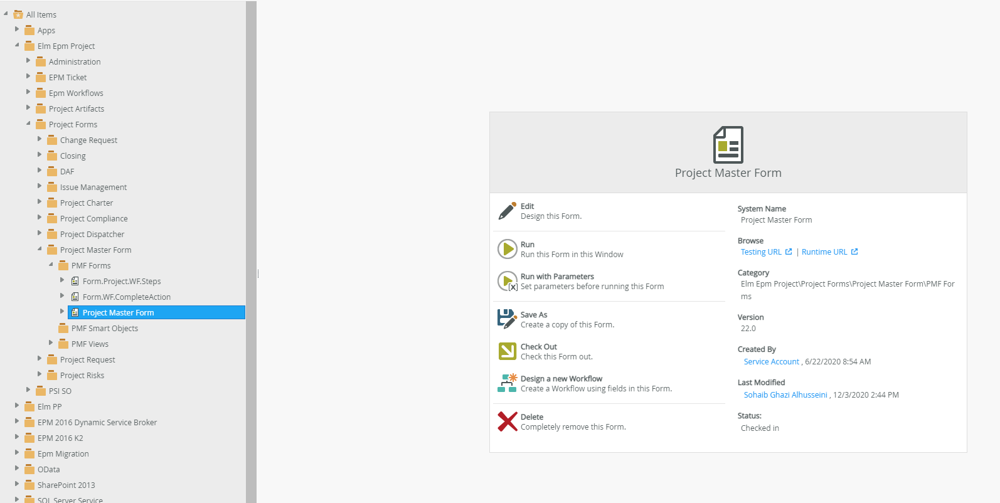 All Items
Apps
Elm Epm Project
Administration
EPM Ticket
Epm Workflows
Project Artifacts
Project Forms
Change Request
Closing
DAF
Issue Management
Project Charter
Project Compliance
Project Dispatcher
Project Master Form
PMF Forms
Form.Project.WF.Steps
Form.WF.CompleteAction
Project Master Form
PMF Smart Objects
PMF Views
Project Request
Project Risks
PSI SO
Elm PP
EPM 2016 Dynamic Service Broker
EPM 2016 K2
Epm Migration
OData
SharePoint 2013
SQL Server Service
Project Master Form
Edit
Design this Form.
Run
Run this Form in this Window
Run with Parameters
[x] Set parameters before running this Form
Save As
Create a copy of this Form.
Check Out
Check this Form out.
Design a new Workflow
Create a Workflow using fields in this Form.
Delete
Completely remove this Form.
System Name
Project Master Form
Browse
Testing URL | Runtime URL
Category
Elm Epm Project\Project Forms\Project Master Form\PMF For
ms
Version
22.0
Created By
Service Account , 6/22/2020 8:54 AM
Last Modified
Sohaib Ghazi Alhusseini , 12/3/2020 2:44 PM
Status:
Checked in